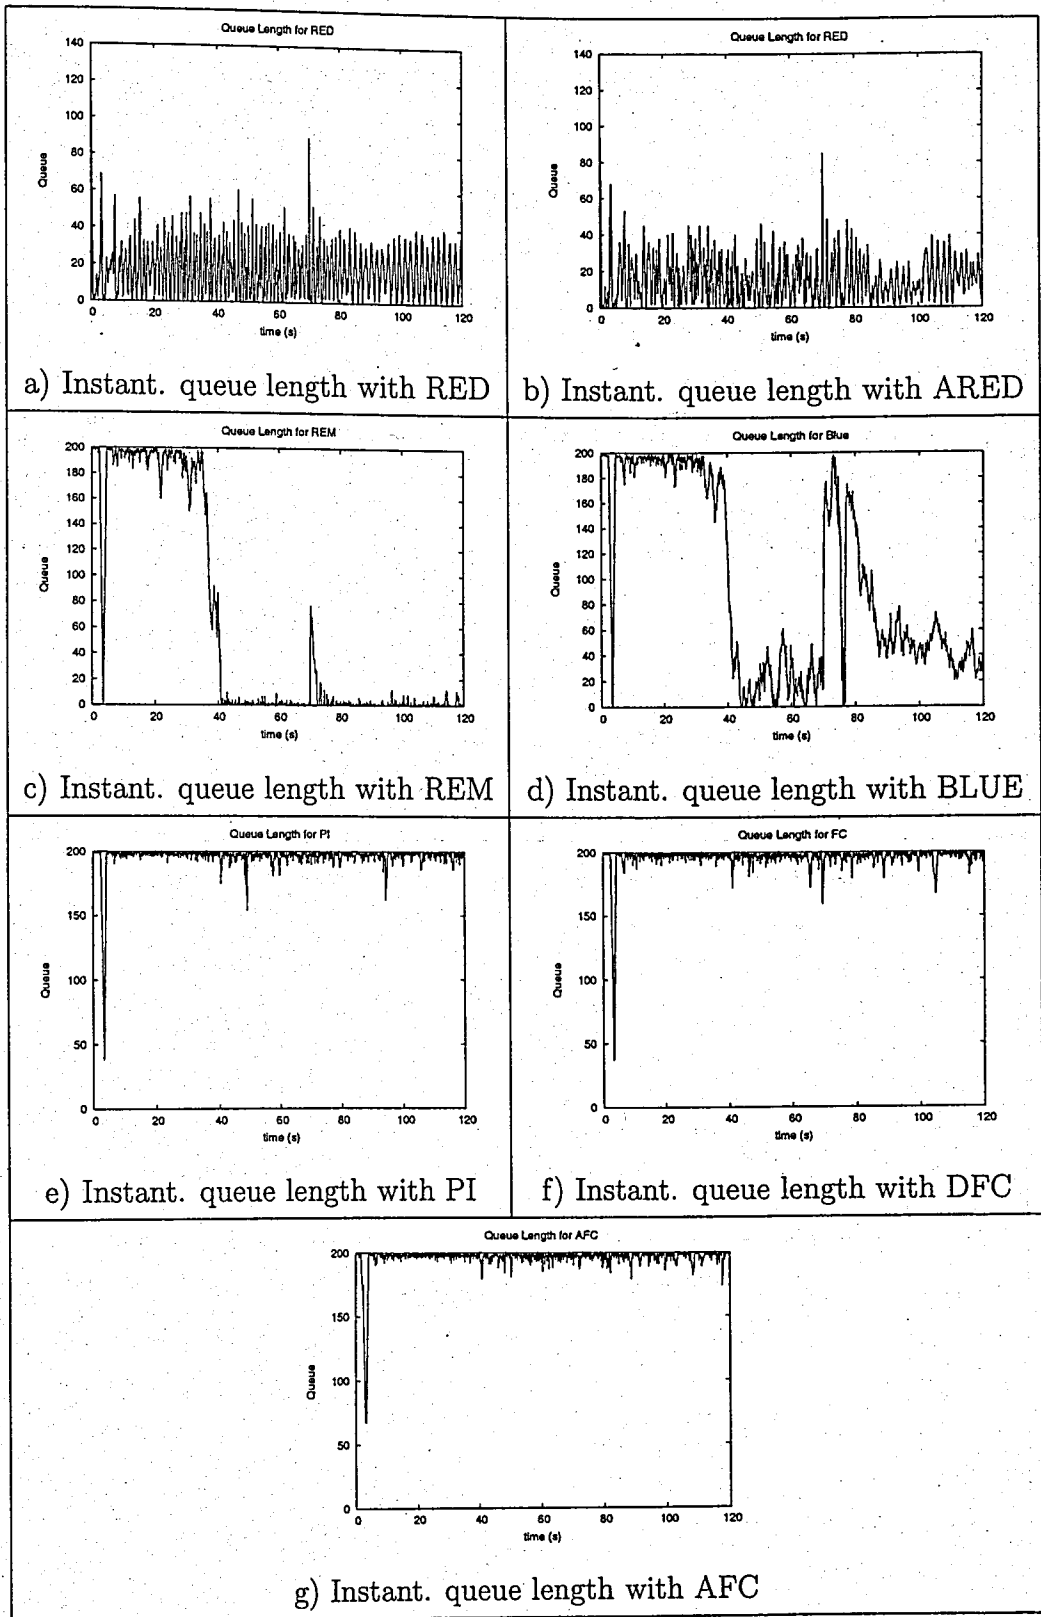 Queue Length for RED
140
120
100
80
60
40
20
0
Queue
0 20 40 60 80 100 120
time (s)
a) Instant. queue length with RED
Queue Length for RED
140
120
100
80
60
40
20
0
Queue
0 20 40 60 80 100 120
time (s)
b) Instant. queue length with ARED
Queue Length for REM
200
180
160
140
120
100
80
60
40
20
0
Queue
0 20 40 60 80 100 120
time (s)
c) Instant. queue length with REM
Queue Length for Blue
200
180
160
140
120
100
80
60
40
20
0
Queue
0 20 40 60 80 100 120
time (s)
d) Instant. queue length with BLUE
Queue Length for PI
200
150
100
50
0
Queue
0 20 40 60 80 100 120
time (s)
e) Instant. queue length with PI
Queue Length for FC
200
150
100
50
0
Queue
0 20 40 60 80 100 120
time (s)
f) Instant. queue length with DFC
Queue Length for AFC
200
150
100
50
0
Queue
0 20 40 60 80 100 120
time (s)
g) Instant. queue length with AFC